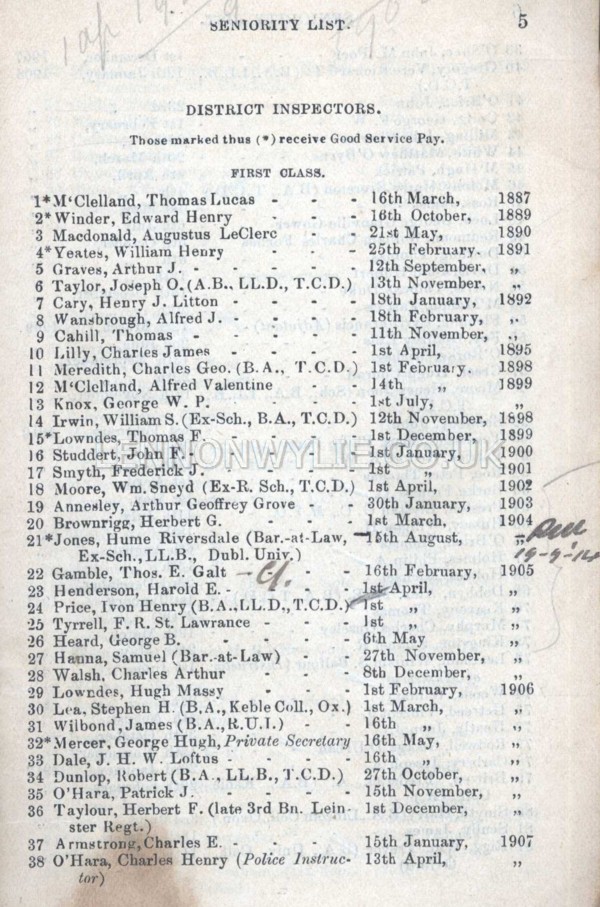 SENIORITY LIST. 5
DISTRICT INSPECTORS.
Those marked thus (*) receive Good Service Pay.
FIRST CLASS.
1* M'Clelland, Thomas Lucas - - - 16th March, 1887
2* Winder, Edward Henry - - - 16th October, 1889
3 Macdonald, Augustus LeClerc - - 21st May, 1890
4* Yeates, William Henry - - - 25th February, 1891
5 Graves, Arthur J. - - - - - 12th September, „
6 Taylor, Joseph O. (A.B., LL.D., T.C.D.) 13th November, „
7 Cary, Henry J. Litton - - - - 18th January, 1892
8 Wansbrough, Alfred J. - - - - 18th February, „
9 Cahill, Thomas - - - - - 11th November, „
10 Lilly, Charles James - - - - 1st April, 1895
11 Meredith, Charles Geo. (B.A., T.C.D.) 1st February, 1898
12 M'Clelland, Alfred Valentine - - 14th „ 1899
13 Knox, George W. P. - - - - 1st July, „
14 Irwin, William S. (Ex-Sch., B.A., T.C.D.) 12th November, 1898
15* Lowndes, Thomas F. - - - - 1st December, 1899
16 Studdert, John F. - - - - - 1st January, 1900
17 Smyth, Frederick J. - - - - 1st „ 1901
18 Moore, Wm. Sneyd (Ex-R. Sch., T.C.D.) 1st April, 1902
19 Annesley, Arthur Geoffrey Grove - 30th January, 1903
20 Brownrigg, Herbert G. - - - 1st March, 1904
21* Jones, Hume Riversdale (Bar.-at-Law, 15th August, „
Ex-Sch., LL.B., Dubl. Univ.) 19-9-14
22 Gamble, Thos. E. Galt - - - 16th February, 1905
23 Henderson, Harold E. - - - - 1st April, „
24 Price, Ivon Henry (B.A., LL.D., T.C.D.) 1st „ „
25 Tyrrell, F. R. St. Lawrance - - - 1st „ „
26 Heard, George B. - - - - 6th May „
27 Hanna, Samuel (Bar.-at-Law) - - 27th November, „
28 Walsh, Charles Arthur - - - 8th December, „
29 Lowndes, Hugh Massy - - - 1st February, 1906
30 Lea, Stephen H. (B.A., Keble Coll., Ox.) 1st March, „
31 Wilbond, James (B.A., R.U.I.) - - 16th „ „
32* Mercer, George Hugh, Private Secretary 16th May, „
33 Dale, J. H. W. Loftus - - - - 16th „ „
34 Dunlop, Robert (B.A., LL.B., T.C.D.) 27th October, „
35 O'Hara, Patrick J. - - - - 15th November, „
36 Taylour, Herbert F. (late 3rd Bn. Lein- 1st December, „
ster Regt.)
37 Armstrong, Charles E. - - - - 15th January, 1907
38 O'Hara, Charles Henry (Police Instruc- 13th April, „
tor)
LENNONWYLIE.CO.UK